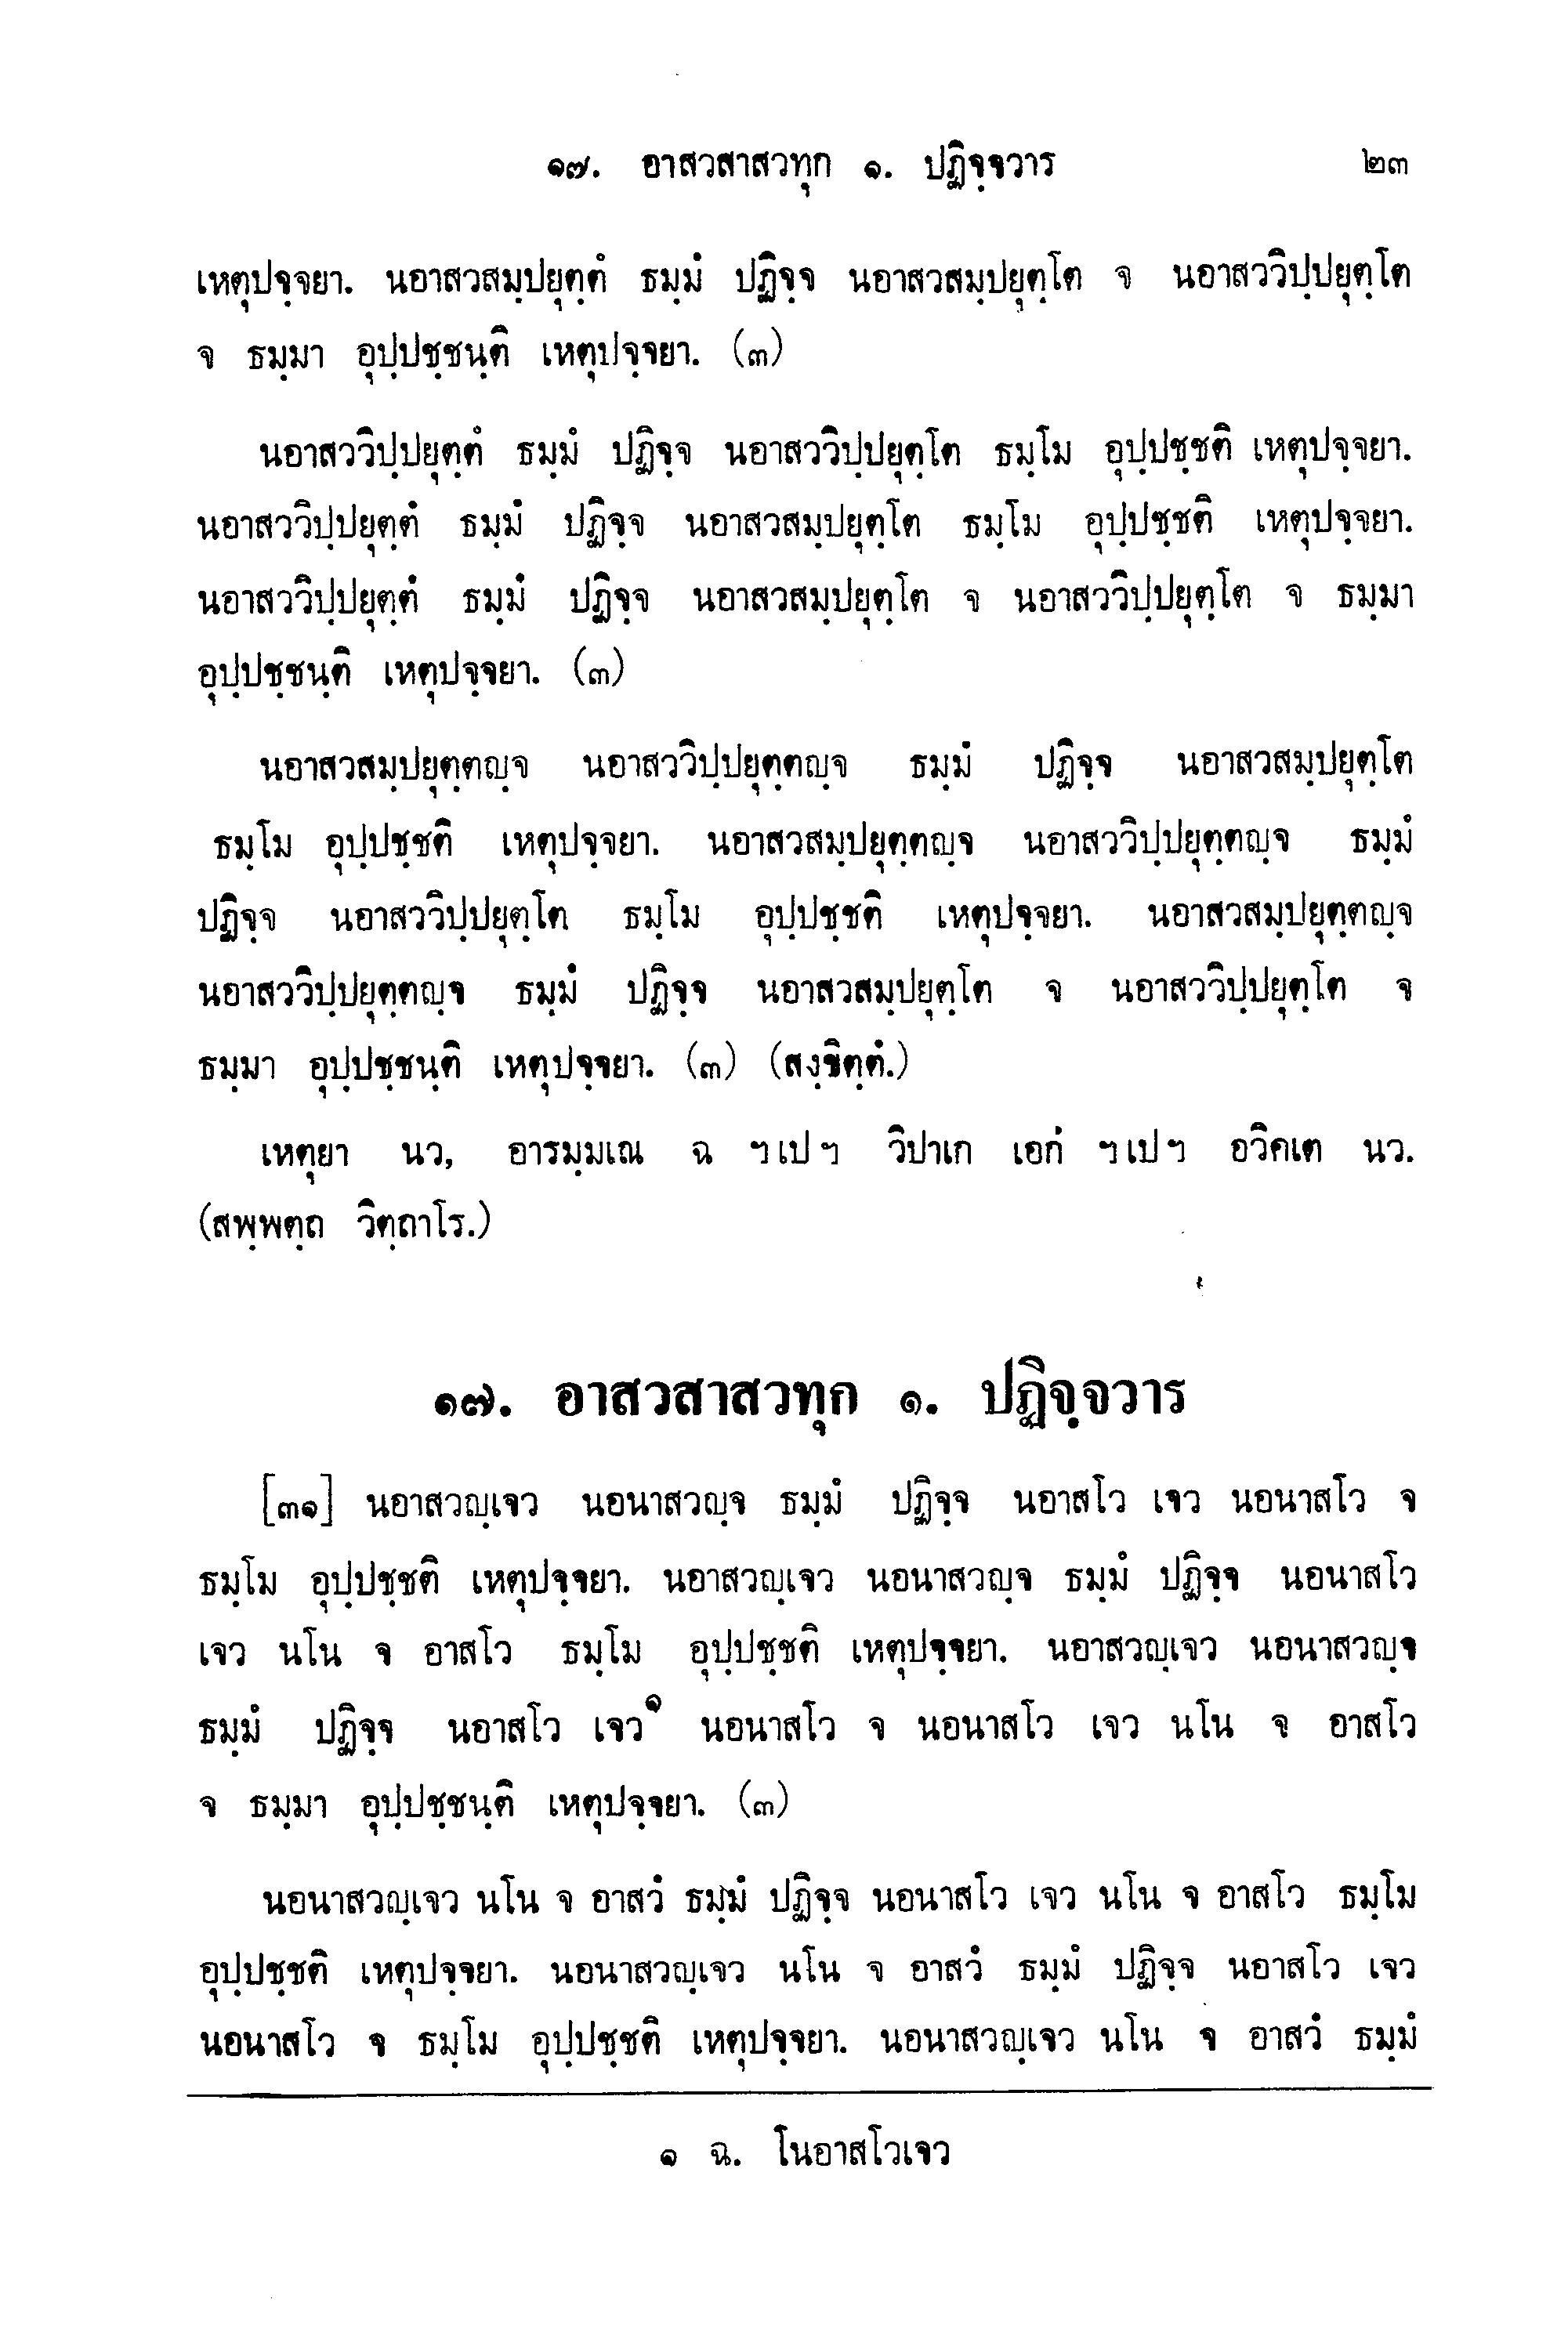 ๑๗. อาสวสาสวทุก ๑. ปฏิจฺจวาร ๒๓
เหตุปจฺจยา. นอาสวสมฺปยุตฺตํ ธมฺมํ ปฏิจฺจ นอาสวสมฺปยุตฺโต จ นอาสววิปฺปยุตฺโต
จ ธมฺมา อุปฺปชฺชนฺติ เหตุปจฺจยา. (๓)
นอาสววิปฺปยุตฺตํ ธมฺมํ ปฏิจฺจ นอาสววิปฺปยุตฺโต ธมฺโม อุปฺปชฺชติ เหตุปจฺจยา.
นอาสววิปฺปยุตฺตํ ธมฺมํ ปฏิจฺจ นอาสวสมฺปยุตฺโต ธมฺโม อุปฺปชฺชติ เหตุปจฺจยา.
นอาสววิปฺปยุตฺตํ ธมฺมํ ปฏิจฺจ นอาสวสมฺปยุตฺโต จ นอาสววิปฺปยุตฺโต จ ธมฺมา
อุปฺปชฺชนฺติ เหตุปจฺจยา. (๓)
นอาสวสมฺปยุตฺตญฺจ นอาสววิปฺปยุตฺตญฺจ ธมฺมํ ปฏิจฺจ นอาสวสมฺปยุตฺโต
ธมฺโม อุปฺปชฺชติ เหตุปจฺจยา. นอาสวสมฺปยุตฺตญฺจ นอาสววิปฺปยุตฺตญฺจ ธมฺมํ
ปฏิจฺจ นอาสววิปฺปยุตฺโต ธมฺโม อุปฺปชฺชติ เหตุปจฺจยา. นอาสวสมฺปยุตฺตญฺจ
นอาสววิปฺปยุตฺตญฺจ ธมฺมํ ปฏิจฺจ นอาสวสมฺปยุตฺโต จ นอาสววิปฺปยุตฺโต จ
ธมฺมา อุปฺปชฺชนฺติ เหตุปจฺจยา. (๓) (สงฺขิตฺตํ.)
เหตุยา นว, อารมฺมเณ ฉ ฯเปฯ วิปาเก เอกํ ฯเปฯ อวิคเต นว.
(สพฺพตฺถ วิตฺถาโร.)
๑๗. อาสวสาสวทุก ๑. ปฏิจฺจวาร
[๓๑] นอาสวญฺเจว นอนาสวญฺจ ธมฺมํ ปฏิจฺจ นอาสโว เจว นอนาสโว จ
ธมฺโม อุปฺปชฺชติ เหตุปจฺจยา. นอาสวญฺเจว นอนาสวญฺจ ธมฺมํ ปฏิจฺจ นอนาสโว
เจว นโน จ อาสโว ธมฺโม อุปฺปชฺชติ เหตุปจฺจยา. นอาสวญฺเจว นอนาสวญฺจ
ธมฺมํ ปฏิจฺจ นอาสโว เจว๑ นอนาสโว จ นอนาสโว เจว นโน จ อาสโว
จ ธมฺมา อุปฺปชฺชนฺติ เหตุปจฺจยา. (๓)
นอนาสวญฺเจว นโน จ อาสวํ ธมฺมํ ปฏิจฺจ นอนาสโว เจว นโน จ อาสโว ธมฺโม
อุปฺปชฺชติ เหตุปจฺจยา. นอนาสวญฺเจว นโน จ อาสวํ ธมฺมํ ปฏิจฺจ นอาสโว เจว
นอนาสโว จ ธมฺโม อุปฺปชฺชติ เหตุปจฺจยา. นอนาสวญฺเจว นโน จ อาสวํ ธมฺมํ
๑ ฉ. โนอาสโวเจว